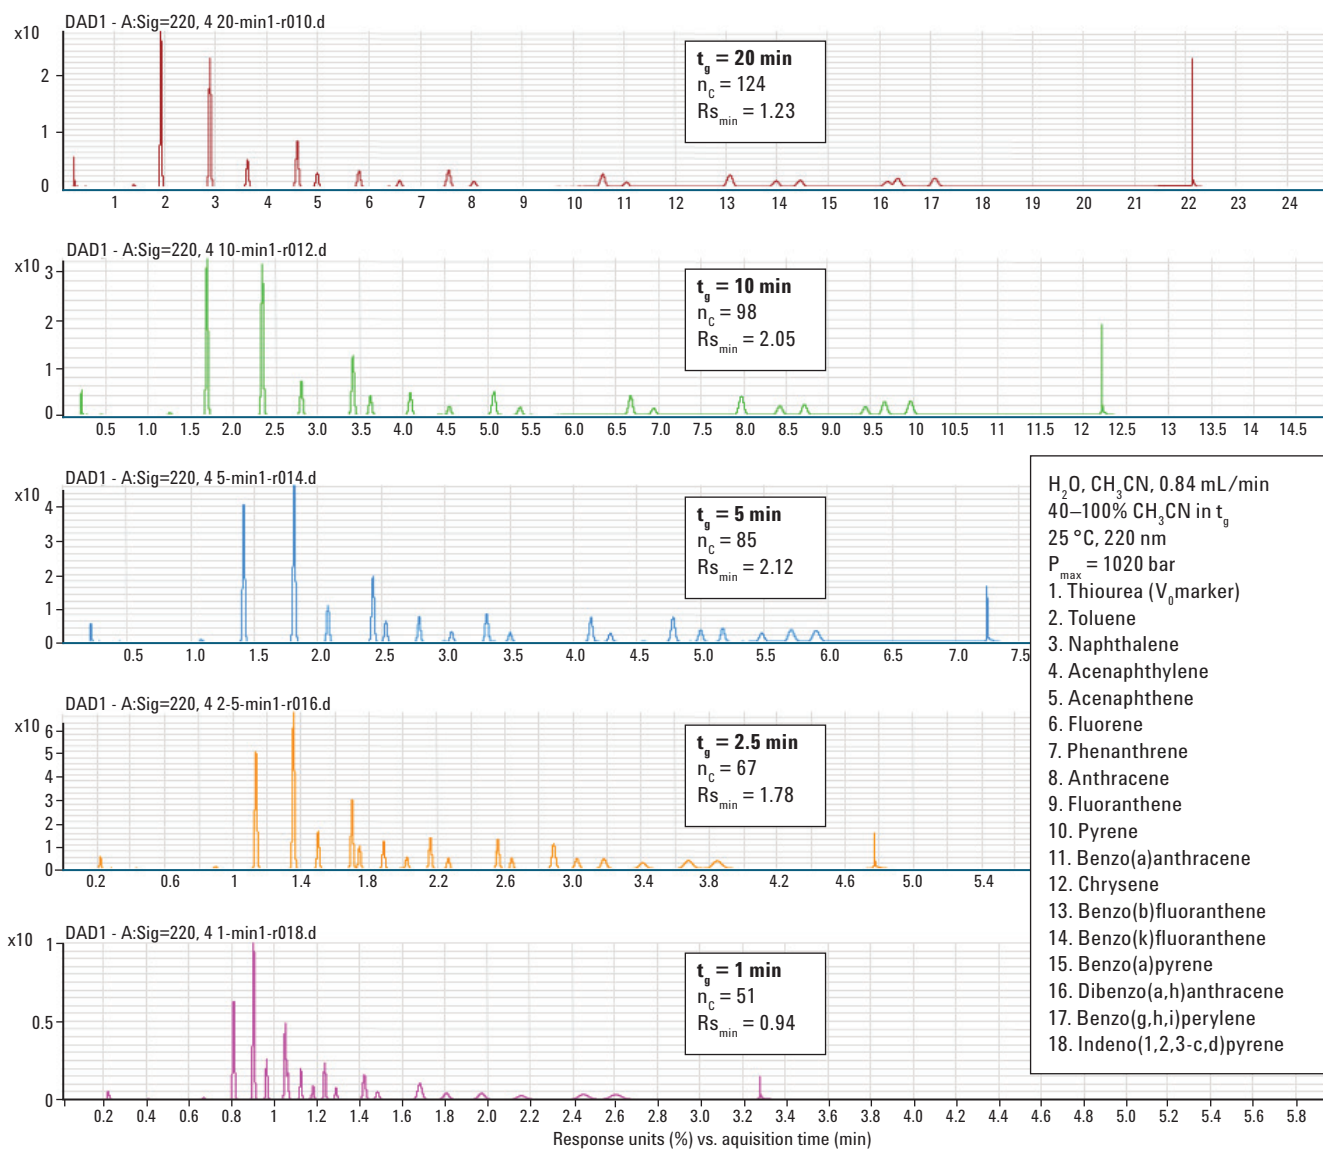 DAD1 - A:Sig=220, 4 20-min1-r010.d
x10
2
1
0
t_g = 20 min
n_C = 124
Rs_min = 1.23
1 2 3 4 5 6 7 8 9 10 11 12 13 14 15 16 17 18 19 20 21 22 23 24
DAD1 - A:Sig=220, 4 10-min1-r012.d
x10
3
2
1
0
t_g = 10 min
n_C = 98
Rs_min = 2.05
0.5 1.0 1.5 2.0 2.5 3.0 3.5 4.0 4.5 5.0 5.5 6.0 6.5 7.0 7.5 8.0 8.5 9.0 9.5 10 10.5 11 11.5 12 12.5 13 13.5 14 14.5
DAD1 - A:Sig=220, 4 5-min1-r014.d
x10
4
3
2
1
0
t_g = 5 min
n_C = 85
Rs_min = 2.12
0.5 1.0 1.5 2.0 2.5 3.0 3.5 4.0 4.5 5.0 5.5 6.0 6.5 7.0 7.5
DAD1 - A:Sig=220, 4 2-5-min1-r016.d
x10
6
5
4
3
2
1
0
t_g = 2.5 min
n_C = 67
Rs_min = 1.78
0.2 0.6 1 1.4 1.8 2.2 2.6 3.0 3.4 3.8 4.2 4.6 5.0 5.4
DAD1 - A:Sig=220, 4 1-min1-r018.d
x10
1
0.5
0
t_g = 1 min
n_C = 51
Rs_min = 0.94
0.2 0.4 0.6 0.8 1.0 1.2 1.4 1.6 1.8 2.0 2.2 2.4 2.6 2.8 3.0 3.2 3.4 3.6 3.8 4.0 4.2 4.4 4.6 4.8 5.0 5.2 5.4 5.6 5.8
Response units (%) vs. aquisition time (min)
H₂O, CH₃CN, 0.84 mL/min
40–100% CH₃CN in t_g
25 °C, 220 nm
P_max = 1020 bar
1. Thiourea (V₀marker)
2. Toluene
3. Naphthalene
4. Acenaphthylene
5. Acenaphthene
6. Fluorene
7. Phenanthrene
8. Anthracene
9. Fluoranthene
10. Pyrene
11. Benzo(a)anthracene
12. Chrysene
13. Benzo(b)fluoranthene
14. Benzo(k)fluoranthene
15. Benzo(a)pyrene
16. Dibenzo(a,h)anthracene
17. Benzo(g,h,i)perylene
18. Indeno(1,2,3-c,d)pyrene